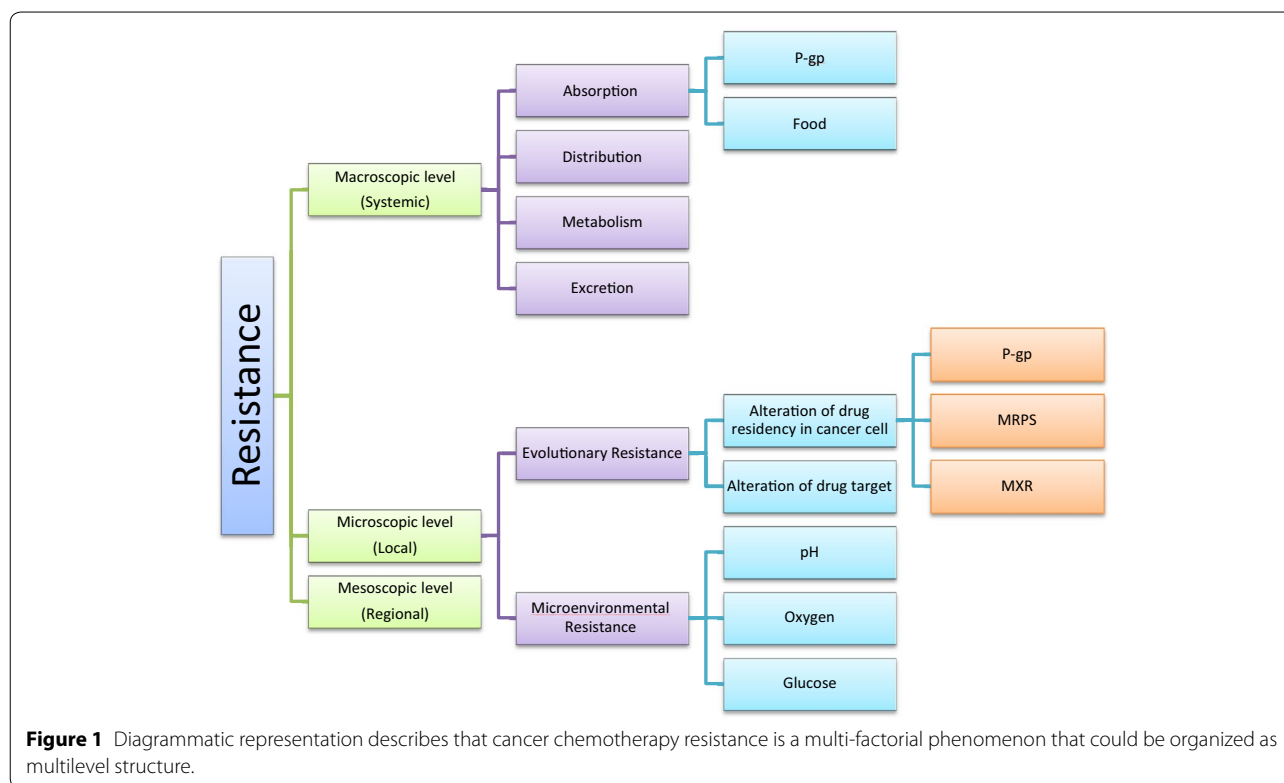 Resistance
Macroscopic level
(Systemic)
Absorption
P-gp
Food
Distribution
Metabolism
Excretion
Microscopic level
(Local)
Evolutionary Resistance
Alteration of drug
residency in cancer cell
P-gp
MRPS
MXR
Alteration of drug target
Microenvironmental
Resistance
pH
Oxygen
Glucose
Mesoscopic level
(Regional)
Figure 1 Diagrammatic representation describes that cancer chemotherapy resistance is a multi-factorial phenomenon that could be organized as
multilevel structure.